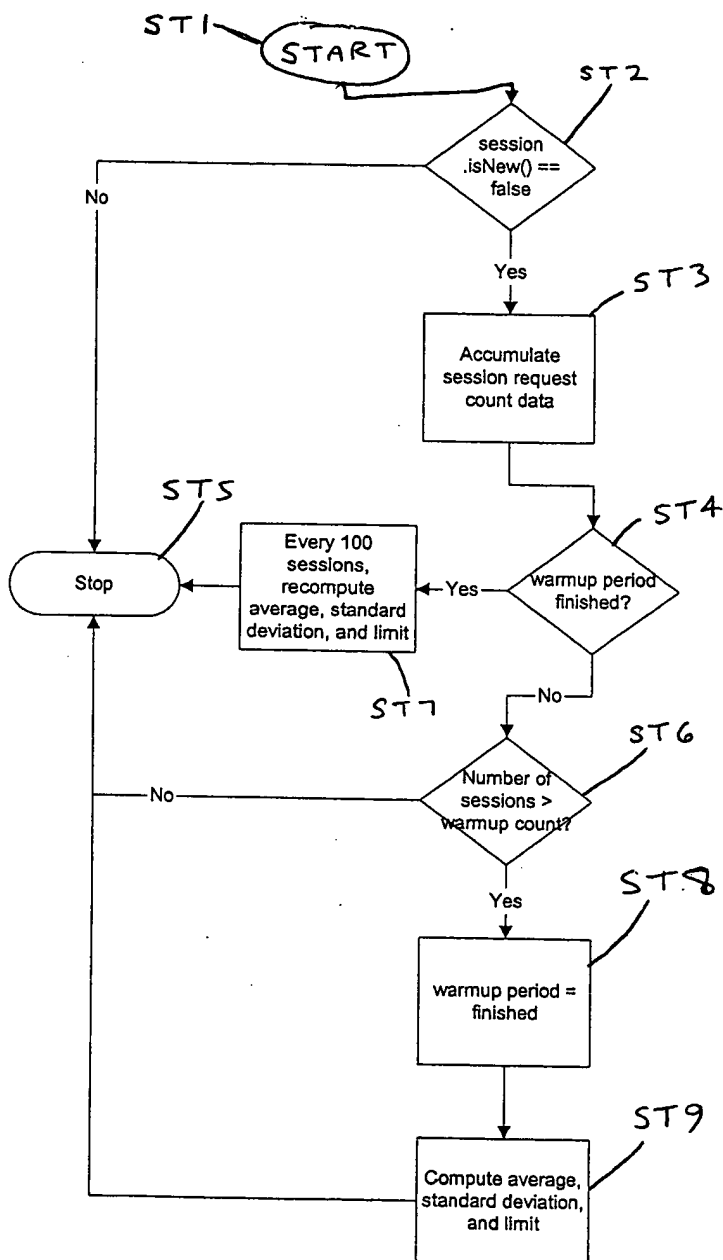 ST1
START
ST2
session
.isNew() ==
false
No
Yes
ST3
Accumulate
session request
count data
ST4
ST5
Stop
Every 100
sessions,
recompute
average, standard
deviation, and limit
Yes
warmup period
finished?
ST7
No
ST6
Number of
sessions >
warmup count?
No
Yes
ST.8
warmup period =
finished
ST9
Compute average,
standard deviation,
and limit